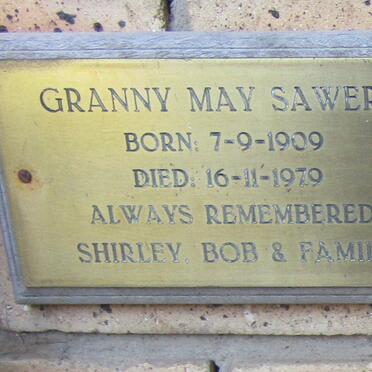 GRANNY MAY SAWER
BORN: 7-9-1909
DIED: 16-11-1979
ALWAYS REMEMBERED
SHIRLEY, BOB & FAMI